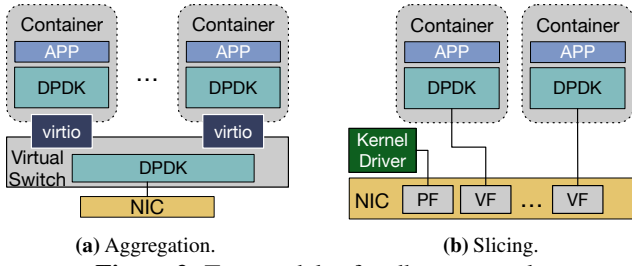 Container
APP
DPDK
...
Container
APP
DPDK
virtio
virtio
Virtual
Switch
DPDK
NIC
(a) Aggregation.
Container
APP
DPDK
Container
APP
DPDK
Kernel
Driver
NIC
PF
VF
...
VF
(b) Slicing.